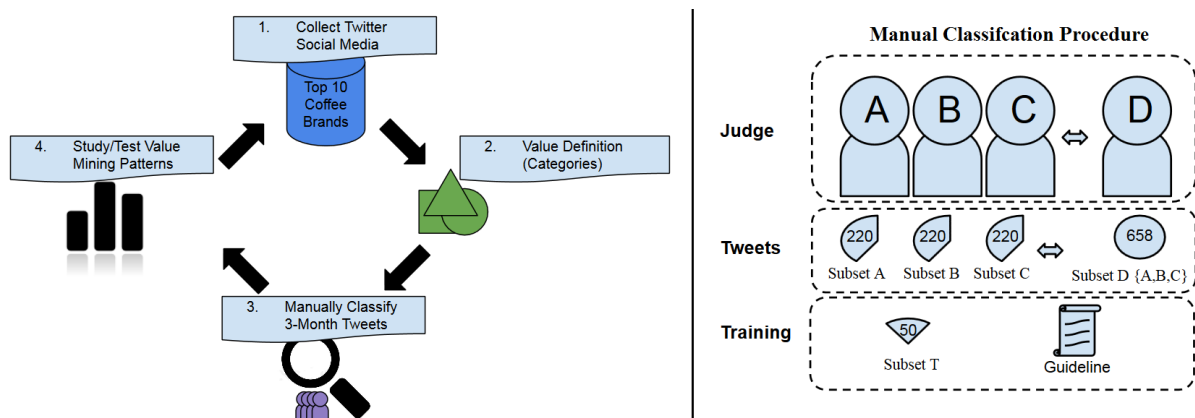 1. Collect Twitter
Social Media
Top 10
Coffee
Brands
2. Value Definition
(Categories)
3. Manually Classify
3-Month Tweets
4. Study/Test Value
Mining Patterns
Manual Classifcation Procedure
Judge
A B C D
Tweets
220 220 220 658
Subset A Subset B Subset C Subset D {A,B,C}
Training
50
Subset T Guideline